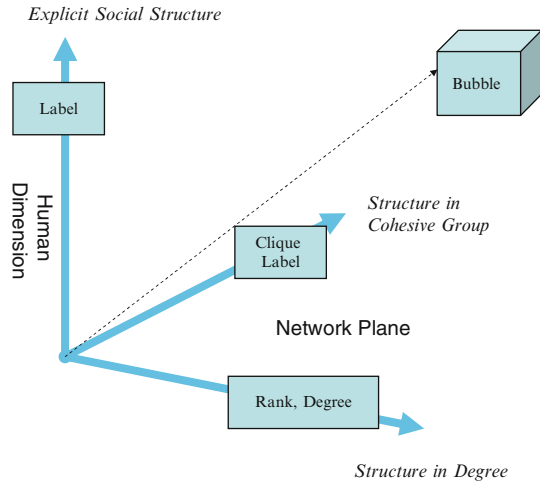 Explicit Social Structure
Label
Bubble
Human
Dimension
Structure in
Cohesive Group
Clique
Label
Network Plane
Rank, Degree
Structure in Degree